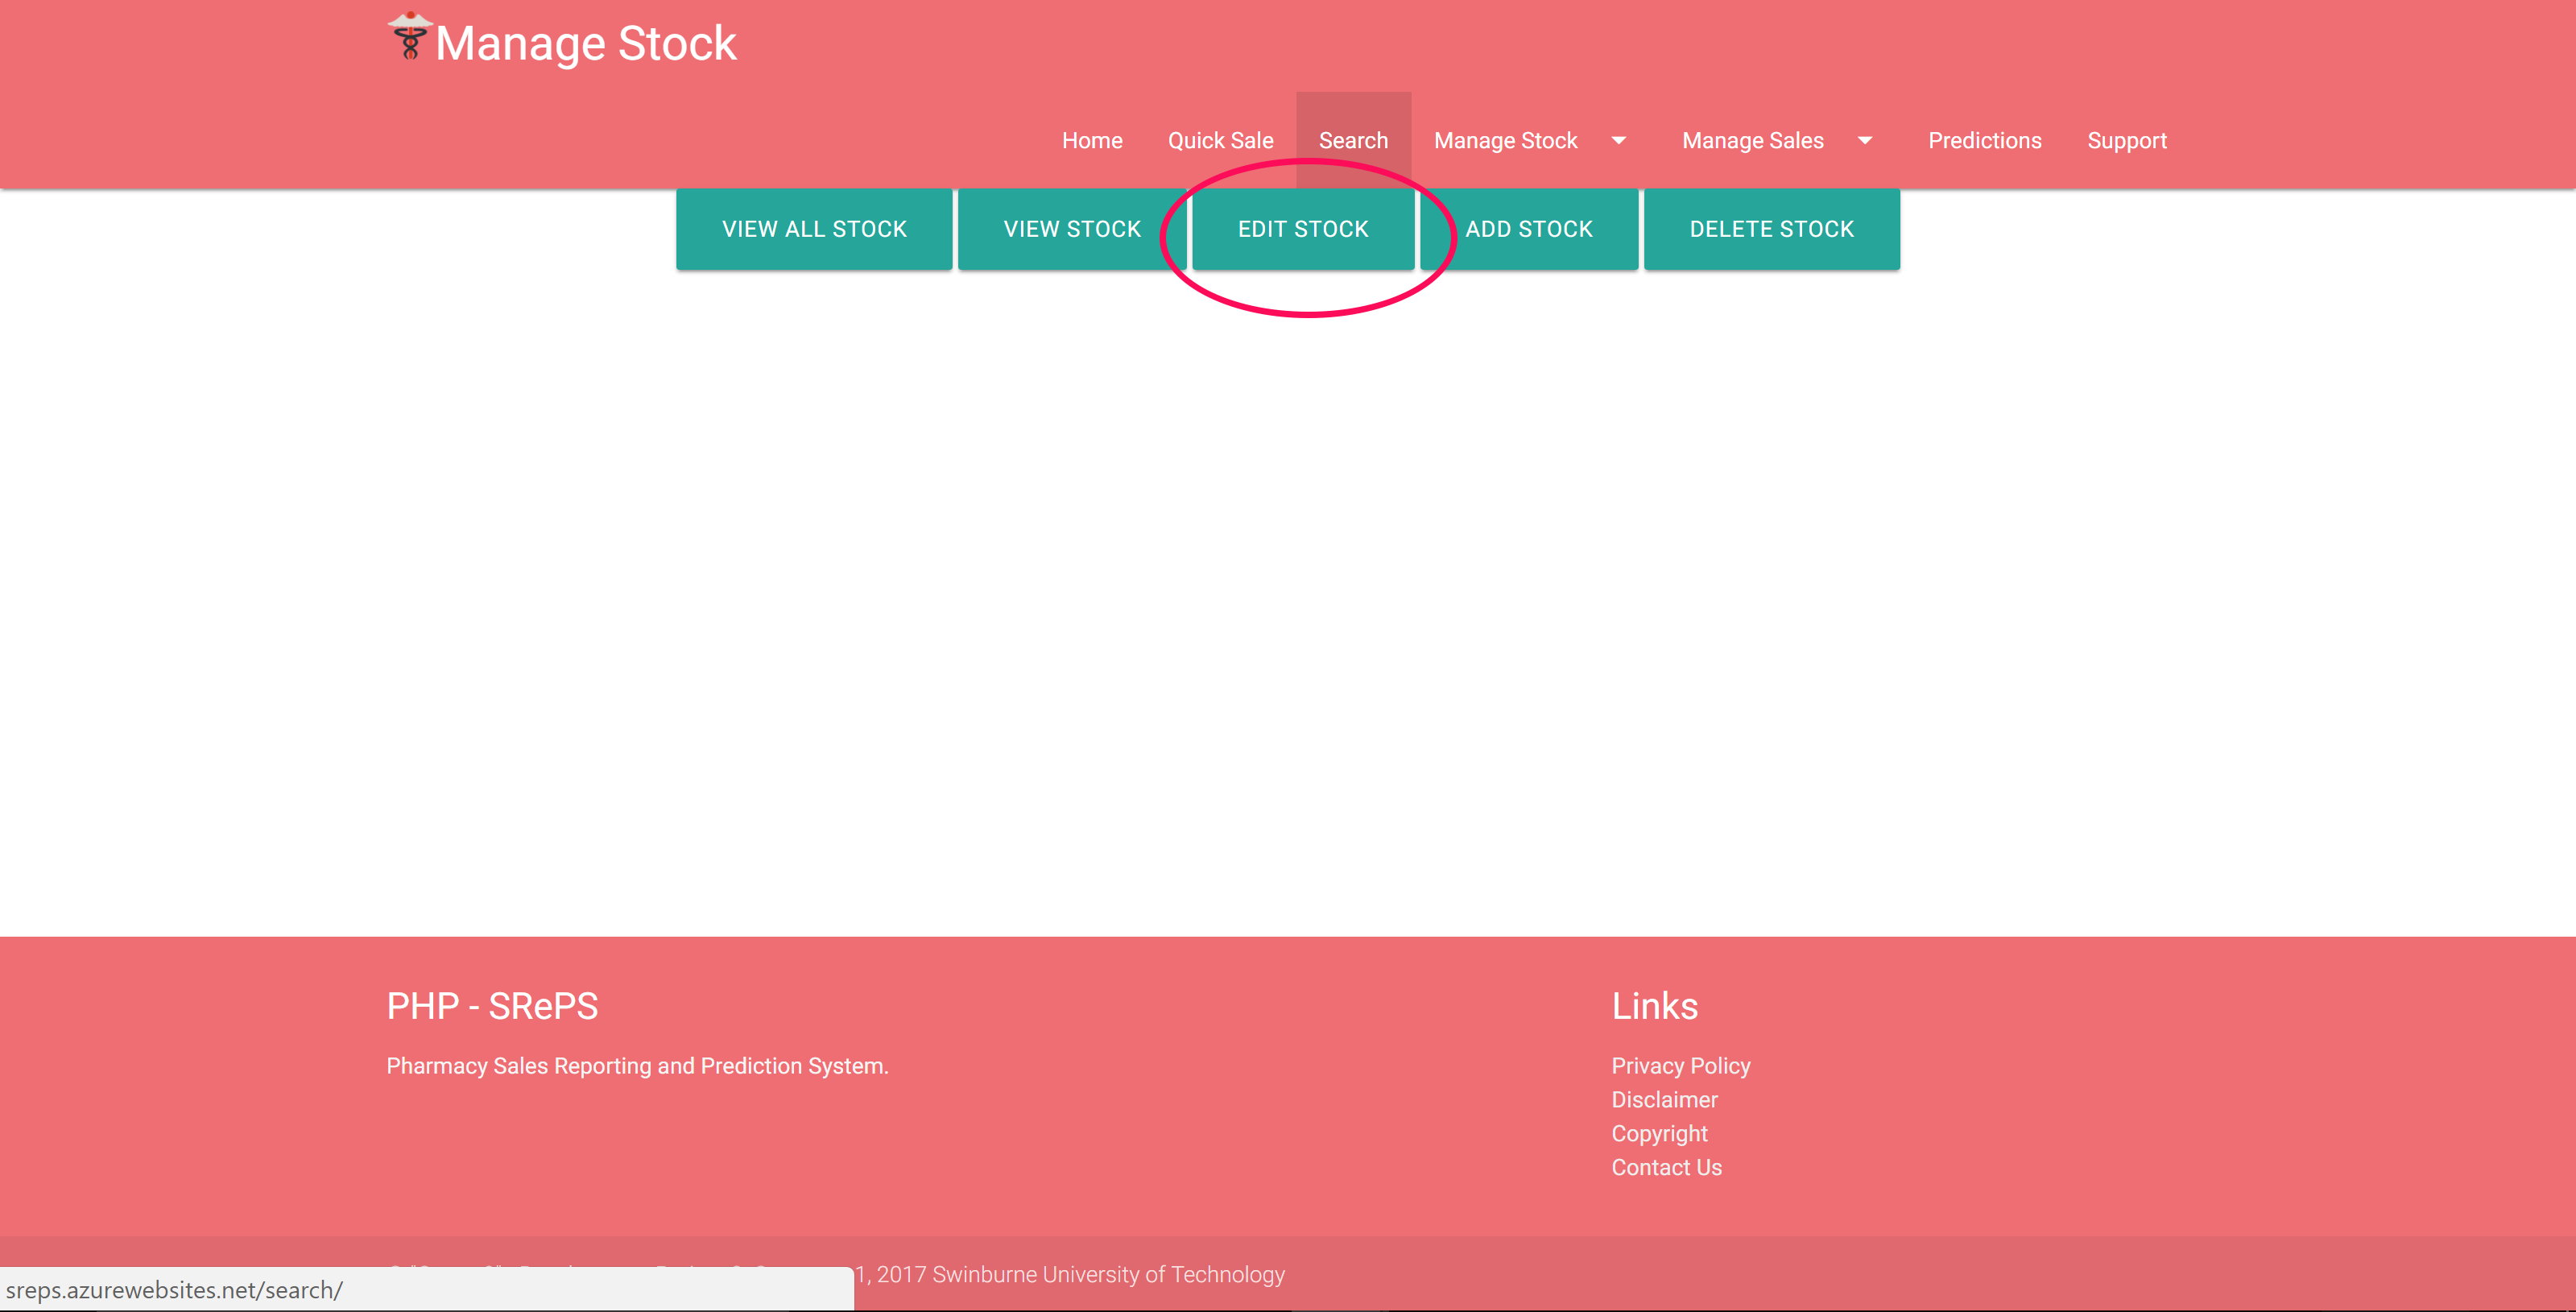 Manage Stock
Home Quick Sale Search Manage Stock Manage Sales Predictions Support
VIEW ALL STOCK VIEW STOCK EDIT STOCK ADD STOCK DELETE STOCK
PHP - SRePS
Pharmacy Sales Reporting and Prediction System.
Links
Privacy Policy
Disclaimer
Copyright
Contact Us
1, 2017 Swinburne University of Technology
sreps.azurewebsites.net/search/